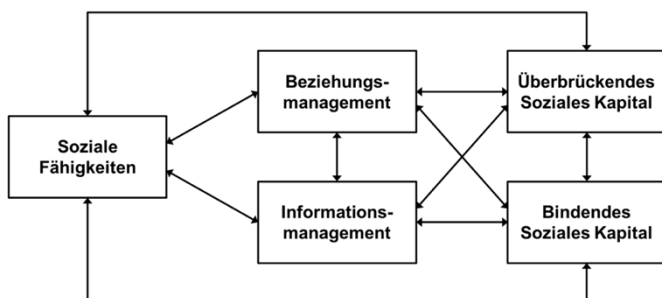 Soziale
Fähigkeiten
Beziehungs-
management
Informations-
management
Überbrückendes
Soziales Kapital
Bindendes
Soziales Kapital